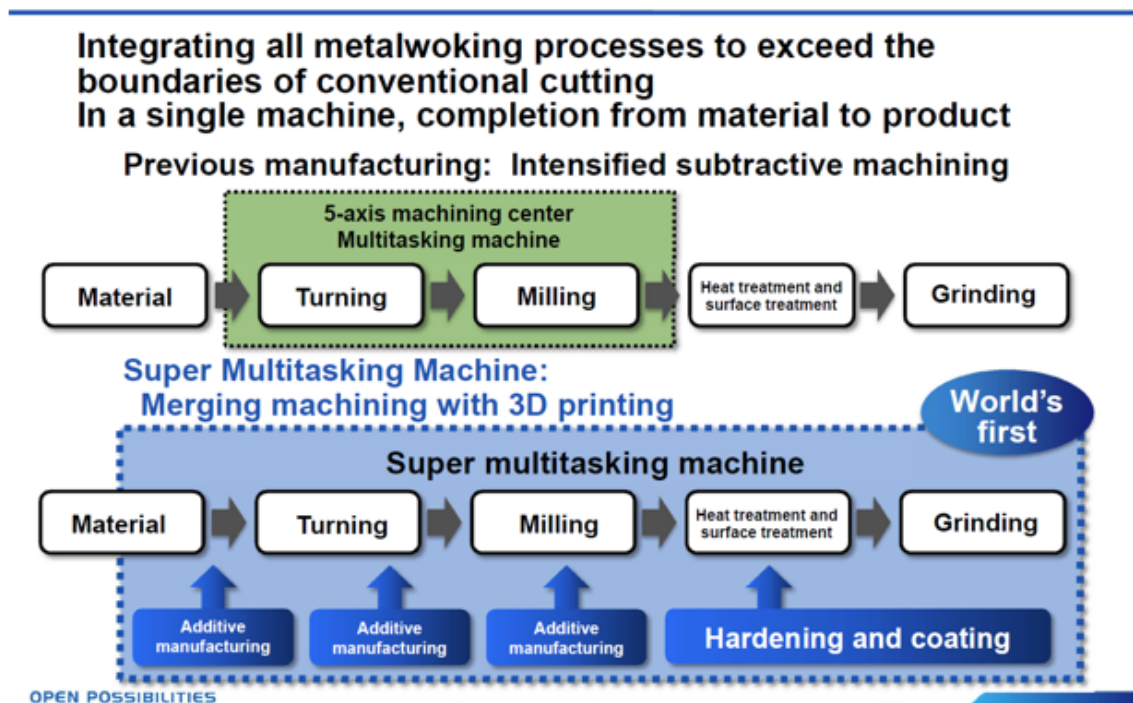 Integrating all metalwoking processes to exceed the
boundaries of conventional cutting
In a single machine, completion from material to product
Previous manufacturing: Intensified subtractive machining
5-axis machining center
Multitasking machine
Material
Turning
Milling
Heat treatment and
surface treatment
Grinding
Super Multitasking Machine:
Merging machining with 3D printing
World's
first
Super multitasking machine
Material
Turning
Milling
Heat treatment and
surface treatment
Grinding
Additive
manufacturing
Additive
manufacturing
Additive
manufacturing
Hardening and coating
OPEN POSSIBILITIES